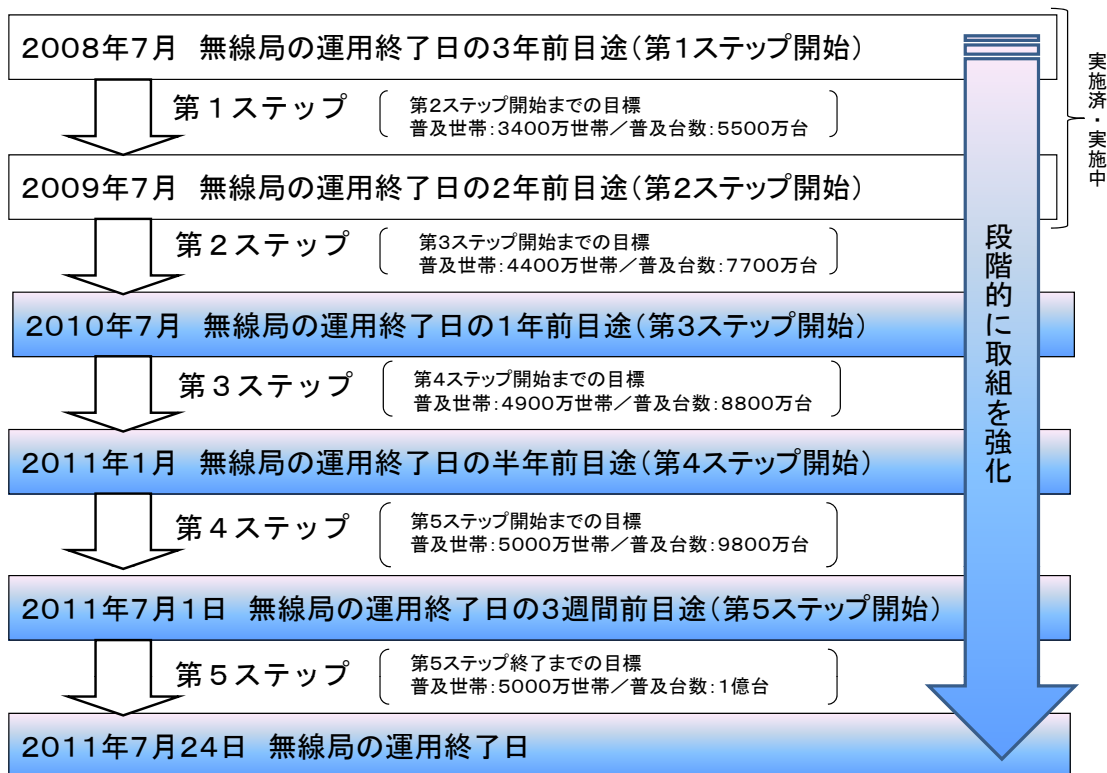 2008年7月　無線局の運用終了日の3年前目途(第1ステップ開始)
第１ステップ
第2ステップ開始までの目標
普及世帯:3400万世帯／普及台数:5500万台
2009年7月　無線局の運用終了日の2年前目途(第2ステップ開始)
第２ステップ
第3ステップ開始までの目標
普及世帯:4400万世帯／普及台数:7700万台
2010年7月　無線局の運用終了日の1年前目途(第3ステップ開始)
第３ステップ
第4ステップ開始までの目標
普及世帯:4900万世帯／普及台数:8800万台
2011年1月　無線局の運用終了日の半年前目途(第4ステップ開始)
第４ステップ
第5ステップ開始までの目標
普及世帯:5000万世帯／普及台数:9800万台
2011年7月1日　無線局の運用終了日の3週間前目途(第5ステップ開始)
第５ステップ
第5ステップ終了までの目標
普及世帯:5000万世帯／普及台数:1億台
2011年7月24日　無線局の運用終了日
段階的に取組を強化
実施済・実施中